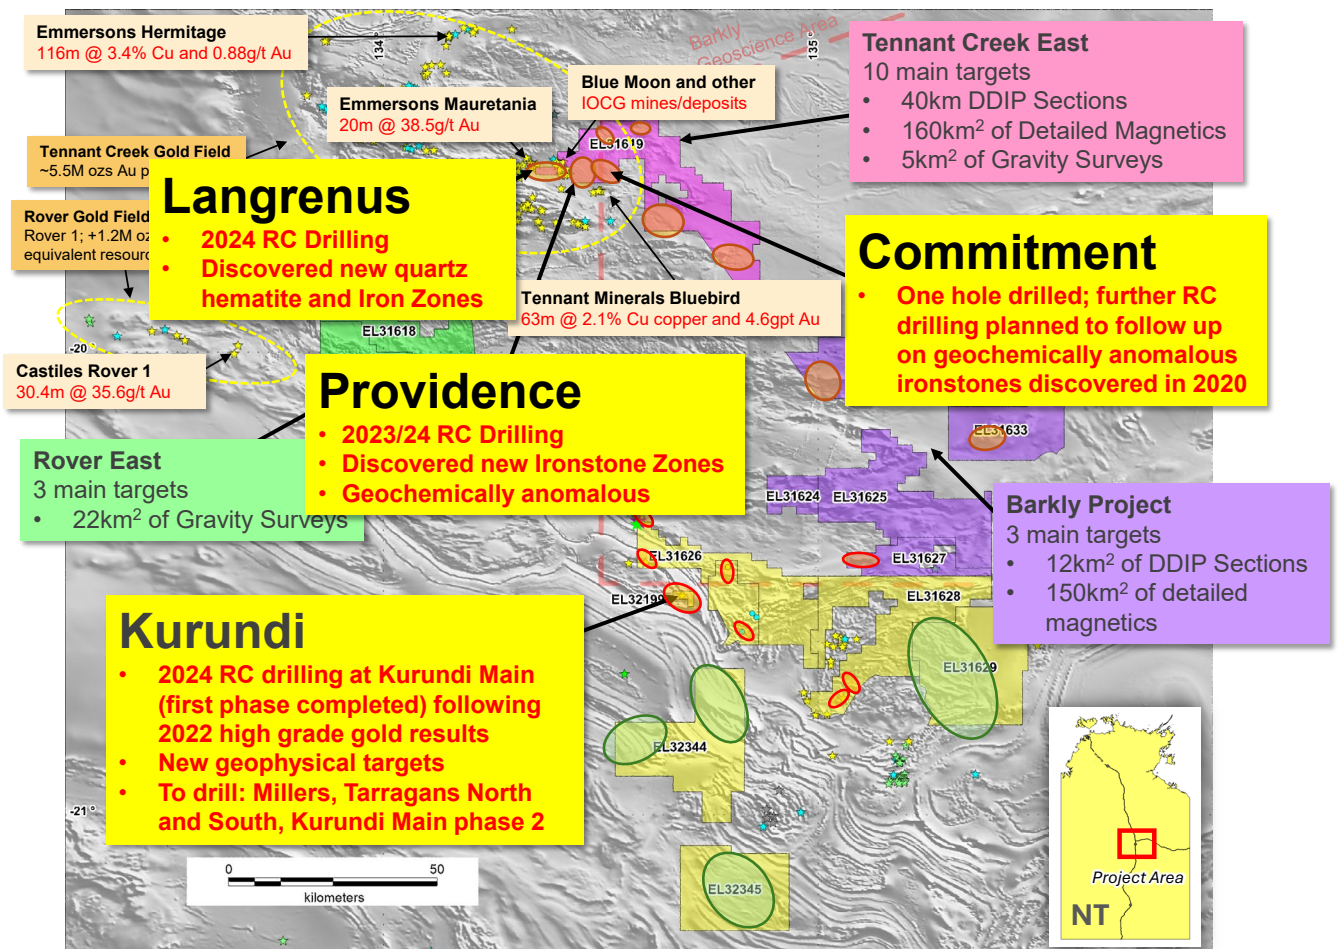 Emmersons Hermitage
116m @ 3.4% Cu and 0.88g/t Au
134°
Barkly
Geoscience Area
135°
Tennant Creek East
10 main targets
• 40km DDIP Sections
• 160km² of Detailed Magnetics
• 5km² of Gravity Surveys
Blue Moon and other
IOCG mines/deposits
Emmersons Mauretania
20m @ 38.5g/t Au
EL31619
Tennant Creek Gold Field
~5.5M ozs Au p
Rover Gold Field
Rover 1; +1.2M oz
equivalent resourc
Langrenus
• 2024 RC Drilling
• Discovered new quartz
hematite and Iron Zones
Commitment
• One hole drilled; further RC
drilling planned to follow up
on geochemically anomalous
ironstones discovered in 2020
Tennant Minerals Bluebird
63m @ 2.1% Cu copper and 4.6gpt Au
EL31618
-20°
Castiles Rover 1
30.4m @ 35.6g/t Au
Providence
• 2023/24 RC Drilling
• Discovered new Ironstone Zones
• Geochemically anomalous
EL31633
Rover East
3 main targets
• 22km² of Gravity Surveys
EL31624
EL31625
Barkly Project
3 main targets
• 12km² of DDIP Sections
• 150km² of detailed
magnetics
EL31626
EL31627
EL32199
EL31628
Kurundi
• 2024 RC drilling at Kurundi Main
(first phase completed) following
2022 high grade gold results
• New geophysical targets
• To drill: Millers, Tarragans North
and South, Kurundi Main phase 2
EL31629
EL32344
-21°
0 50
kilometers
EL32345
Project Area
NT